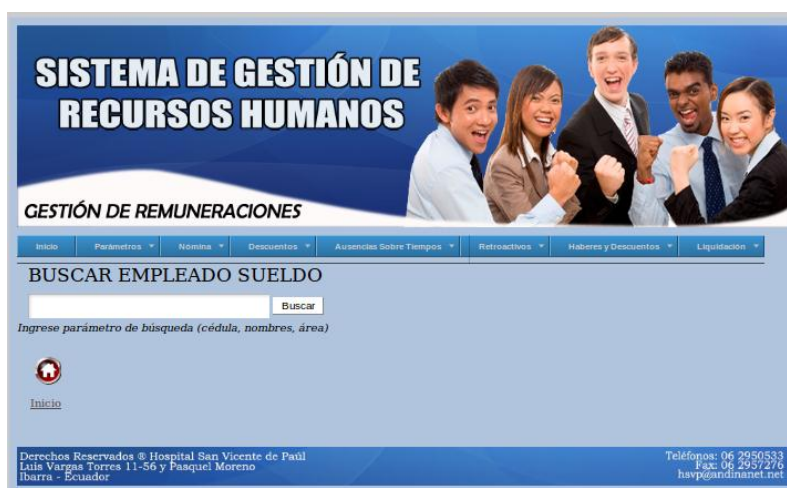 SISTEMA DE GESTIÓN DE
RECURSOS HUMANOS
GESTIÓN DE REMUNERACIONES
Inicio Parámetros Nómina Descuentos Ausencias Sobre Tiempos Retroactivos Haberes y Descuentos Liquidación
BUSCAR EMPLEADO SUELDO
Buscar
Ingrese parámetro de búsqueda (cédula, nombres, área)
Inicio
Derechos Reservados ® Hospital San Vicente de Paúl
Luis Vargas Torres 11-56 y Pasquel Moreno
Ibarra - Ecuador
Teléfonos: 06 2950533
Fax: 06 2957276
hsvp@andinanet.net